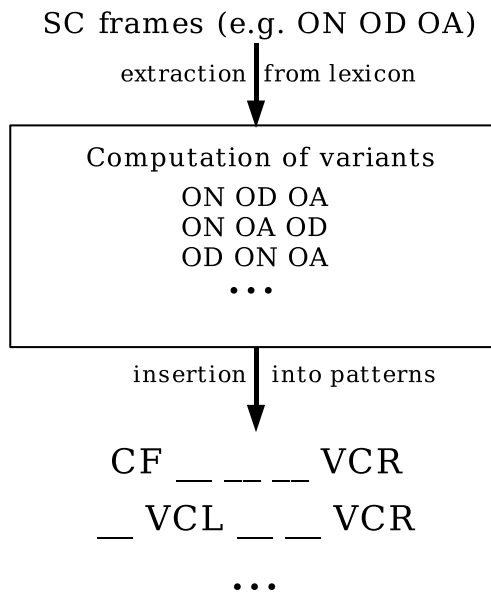 SC frames (e.g. ON OD OA)
extraction from lexicon
Computation of variants
ON OD OA
ON OA OD
OD ON OA
...
insertion into patterns
CF __ __ __ VCR
__ VCL __ __ VCR
...